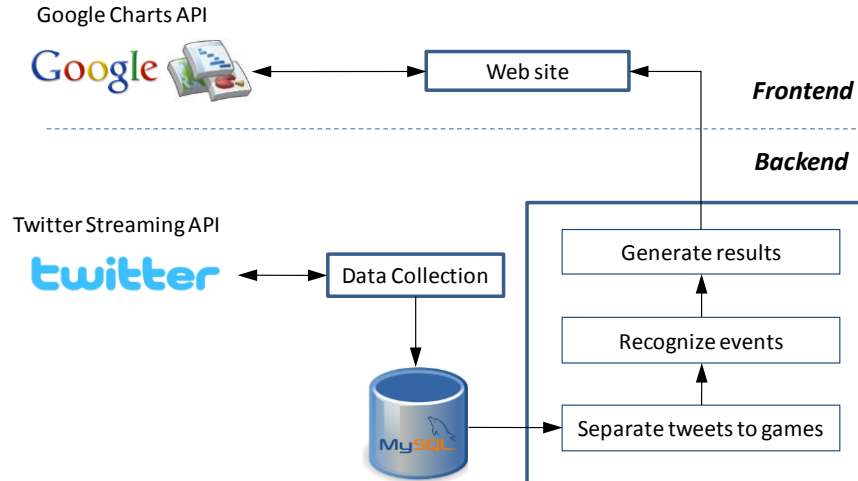 Google Charts API
Google
Web site
Frontend
Backend
Twitter Streaming API
twitter
Data Collection
Generate results
Recognize events
MySQL
Separate tweets to games